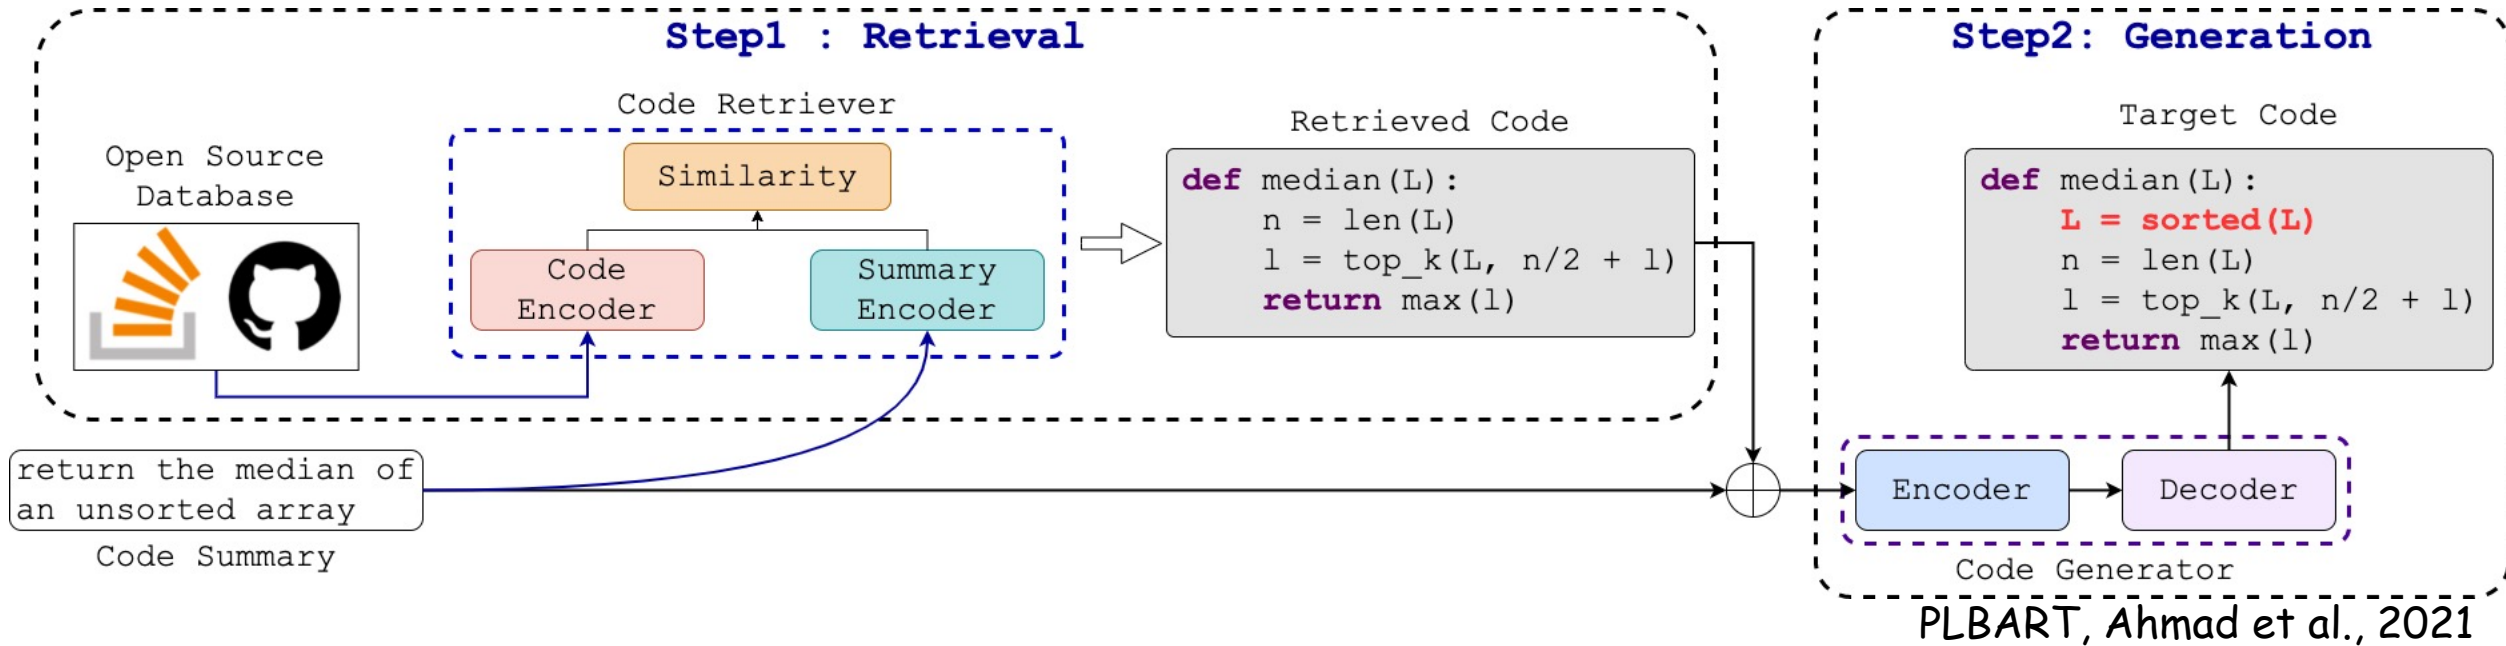 Step1 : Retrieval
Code Retriever
Open Source
Database
Similarity
Code
Encoder
Summary
Encoder
Retrieved Code
def median(L):
    n = len(L)
    l = top_k(L, n/2 + l)
    return max(l)
return the median of
an unsorted array
Code Summary
Step2: Generation
Target Code
def median(L):
    L = sorted(L)
    n = len(L)
    l = top_k(L, n/2 + l)
    return max(l)
Encoder
Decoder
Code Generator
PLBART, Ahmad et al., 2021